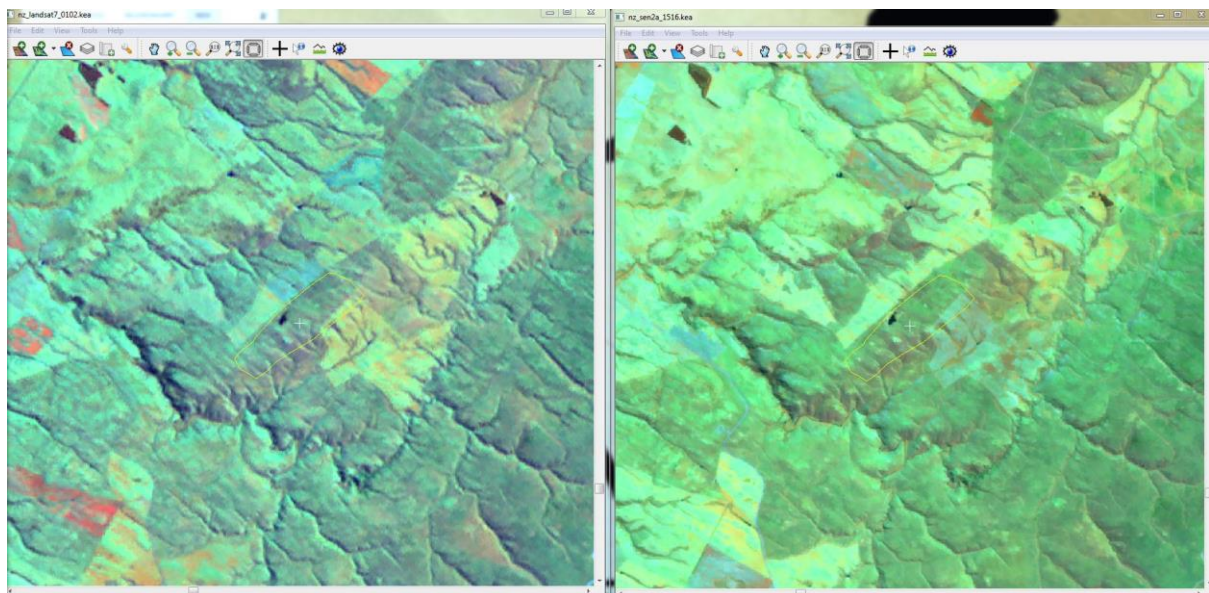 nz_landsat7_0102.kea
File Edit View Tools Help
nz_sen2a_1516.kea
File Edit View Tools Help